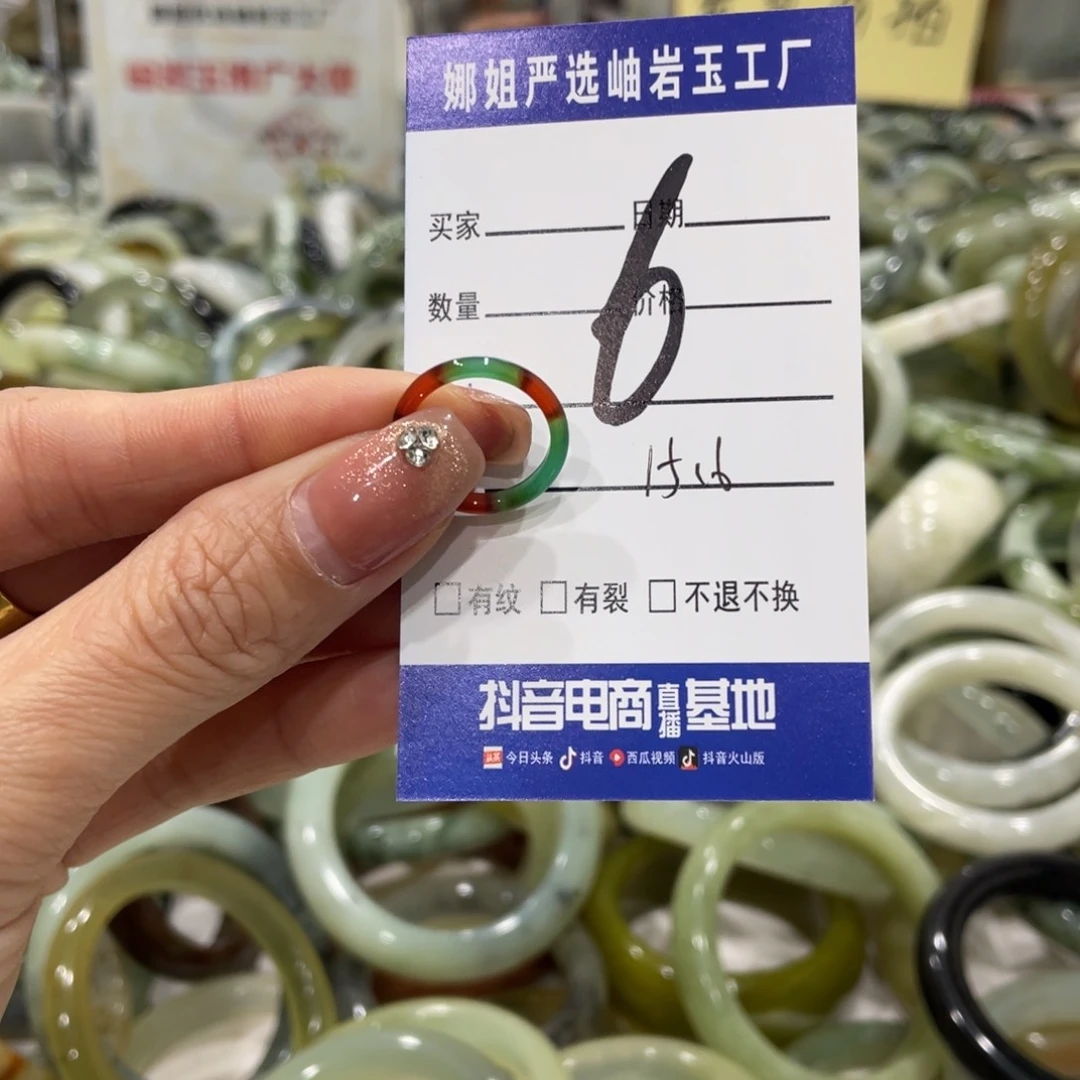 娜姐严选岫岩玉工厂
买家 日期
6
数量 价格
15.16
□有纹 □有裂 □不退不换
抖音电商直播基地
头条 今日头条 抖音 西瓜视频 抖音火山版